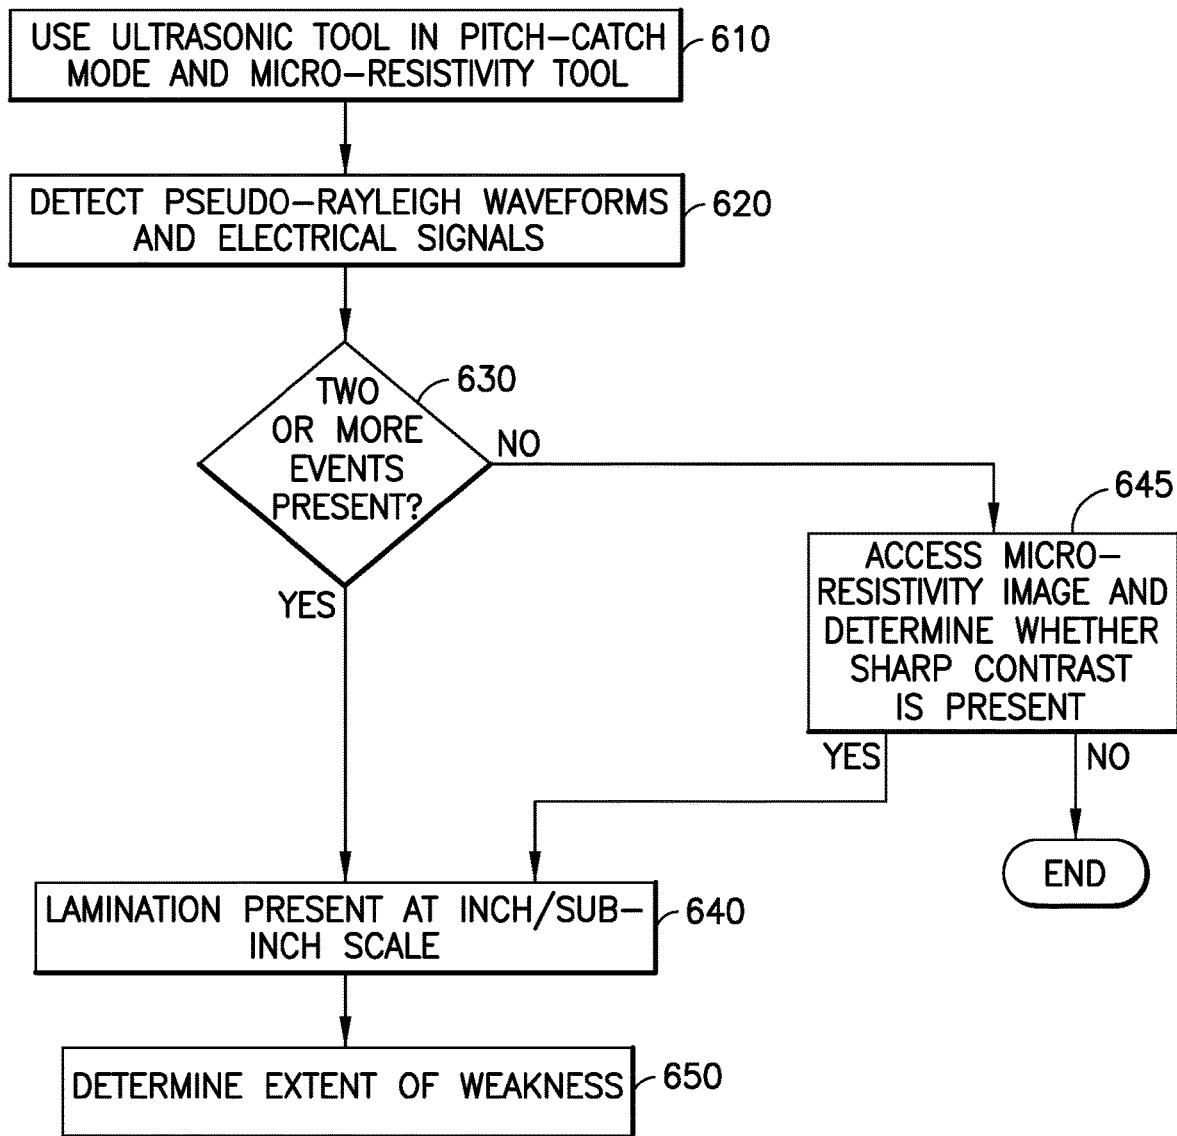 USE ULTRASONIC TOOL IN PITCH-CATCH
MODE AND MICRO-RESISTIVITY TOOL
610
DETECT PSEUDO-RAYLEIGH WAVEFORMS
AND ELECTRICAL SIGNALS
620
TWO
OR MORE
EVENTS
PRESENT?
630
NO
YES
645
ACCESS MICRO-
RESISTIVITY IMAGE AND
DETERMINE WHETHER
SHARP CONTRAST
IS PRESENT
YES
NO
END
LAMINATION PRESENT AT INCH/SUB-
INCH SCALE
640
DETERMINE EXTENT OF WEAKNESS
650